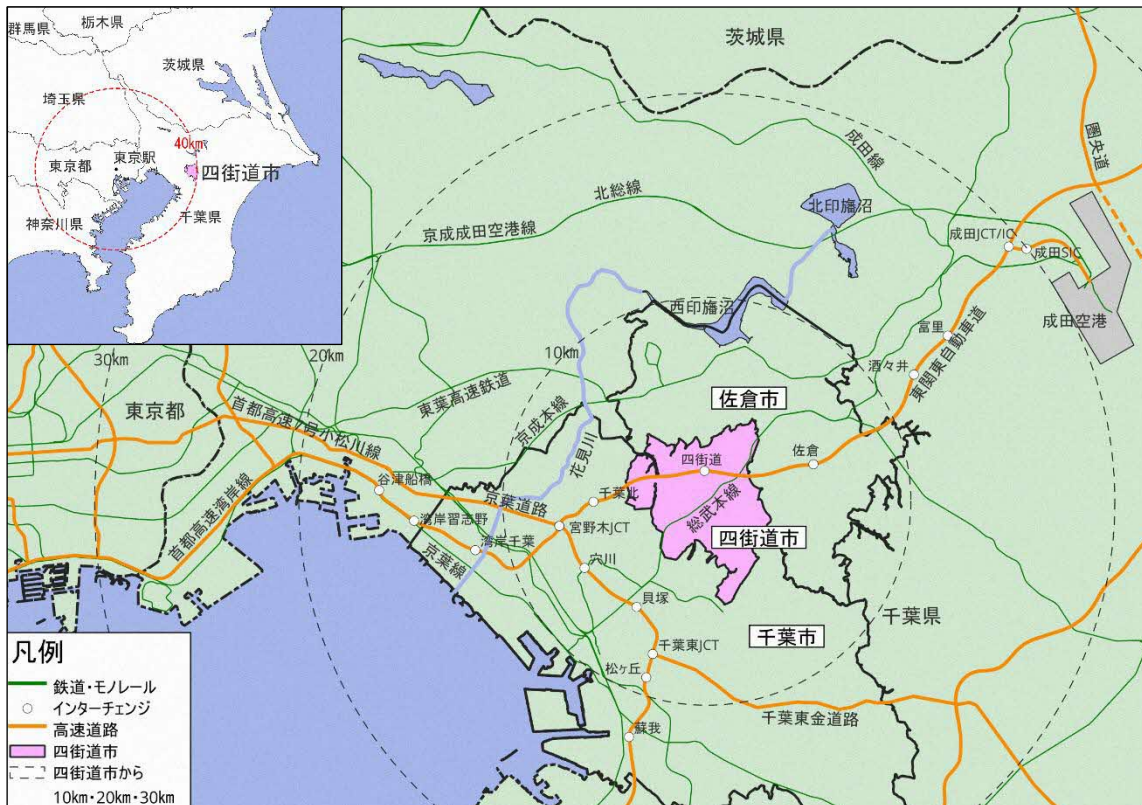 群馬県
栃木県
茨城県
埼玉県
40km
東京都
東京駅
四街道市
神奈川県
千葉県
茨城県
圏央道
成田線
北総線
北印旛沼
京成成田空港線
成田JCT/IC
成田SIC
西印旛沼
成田空港
富里
30km
20km
10km
酒々井
東関東自動車道
東葉高速鉄道
東京都
首都高速7号小松川線
京成本線
佐倉市
花見川
四街道
佐倉
谷津船橋
千葉北
首都高速湾岸線
京葉道路
総武本線
湾岸習志野
宮野木JCT
四街道市
湾岸千葉
京葉線
穴川
貝塚
千葉県
千葉市
千葉東JCT
松ヶ丘
千葉東金道路
蘇我
凡例
鉄道・モノレール
インターチェンジ
高速道路
四街道市
四街道市から
10km・20km・30km